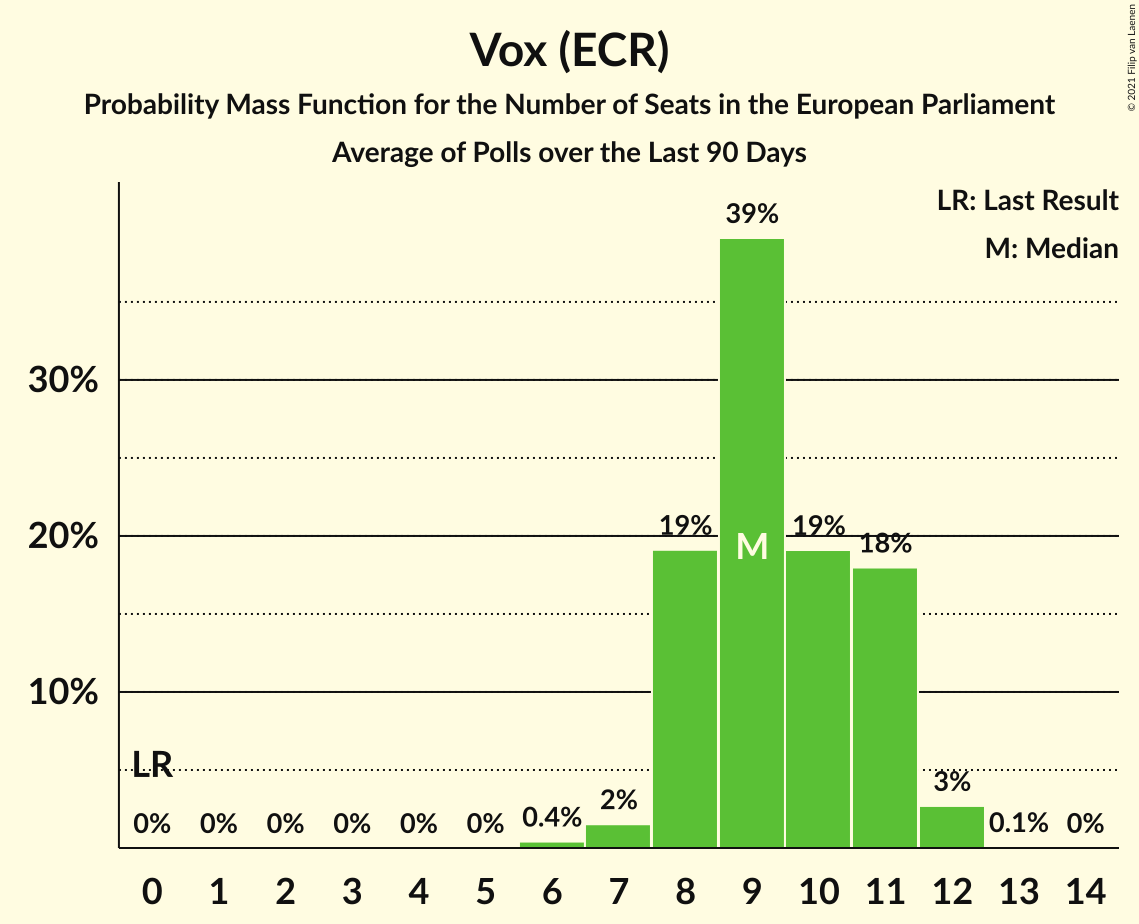 Vox (ECR)
Probability Mass Function for the Number of Seats in the European Parliament
Average of Polls over the Last 90 Days
© 2021 Filip van Laenen
LR: Last Result
M: Median
39%
30%
19%
19%
18%
20%
M
10%
LR
3%
2%
0%
0%
0%
0%
0%
0%
0.4%
0.1%
0%
0 1 2 3 4 5 6 7 8 9 10 11 12 13 14